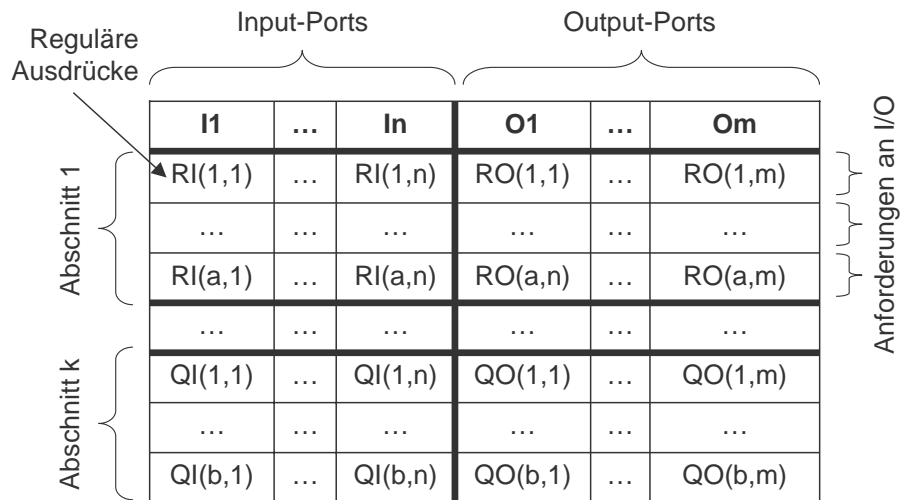 Input-Ports Output-Ports
Reguläre
Ausdrücke
I1 … In O1 … Om
Abschnitt 1
RI(1,1) … RI(1,n) RO(1,1) … RO(1,m)
… … … … … …
RI(a,1) … RI(a,n) RO(a,n) … RO(a,m)
Anforderungen an I/O
… … … … … …
Abschnitt k
QI(1,1) … QI(1,n) QO(1,1) … QO(1,m)
… … … … … …
QI(b,1) … QI(b,n) QO(b,1) … QO(b,m)